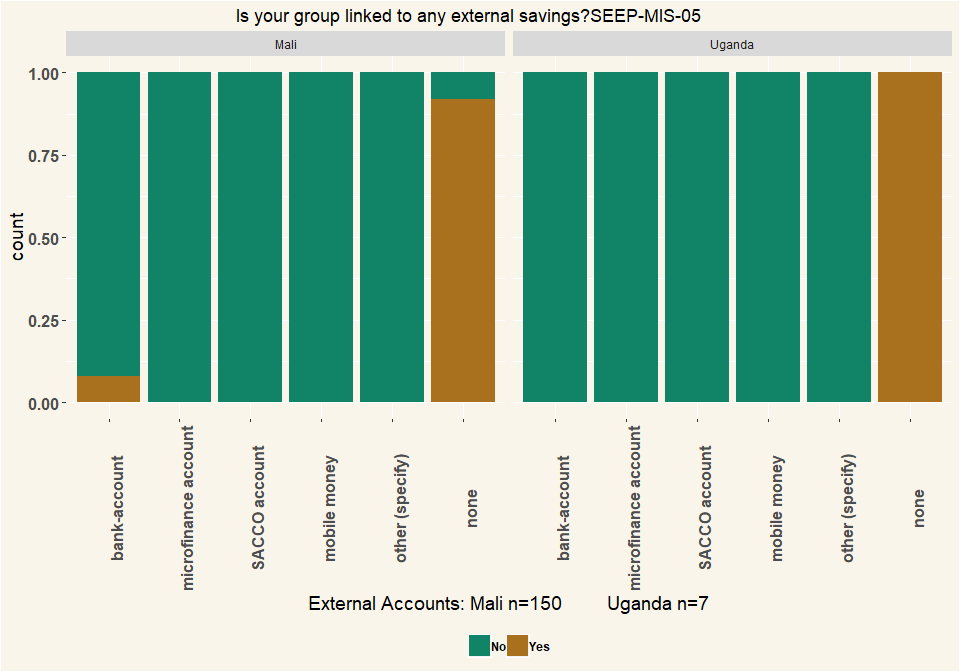 Is your group linked to any external savings?SEEP-MIS-05
Mali
Uganda
count
1.00
0.75
0.50
0.25
0.00
bank-account
microfinance account
SACCO account
mobile money
other (specify)
none
bank-account
microfinance account
SACCO account
mobile money
other (specify)
none
External Accounts: Mali n=150 Uganda n=7
No
Yes